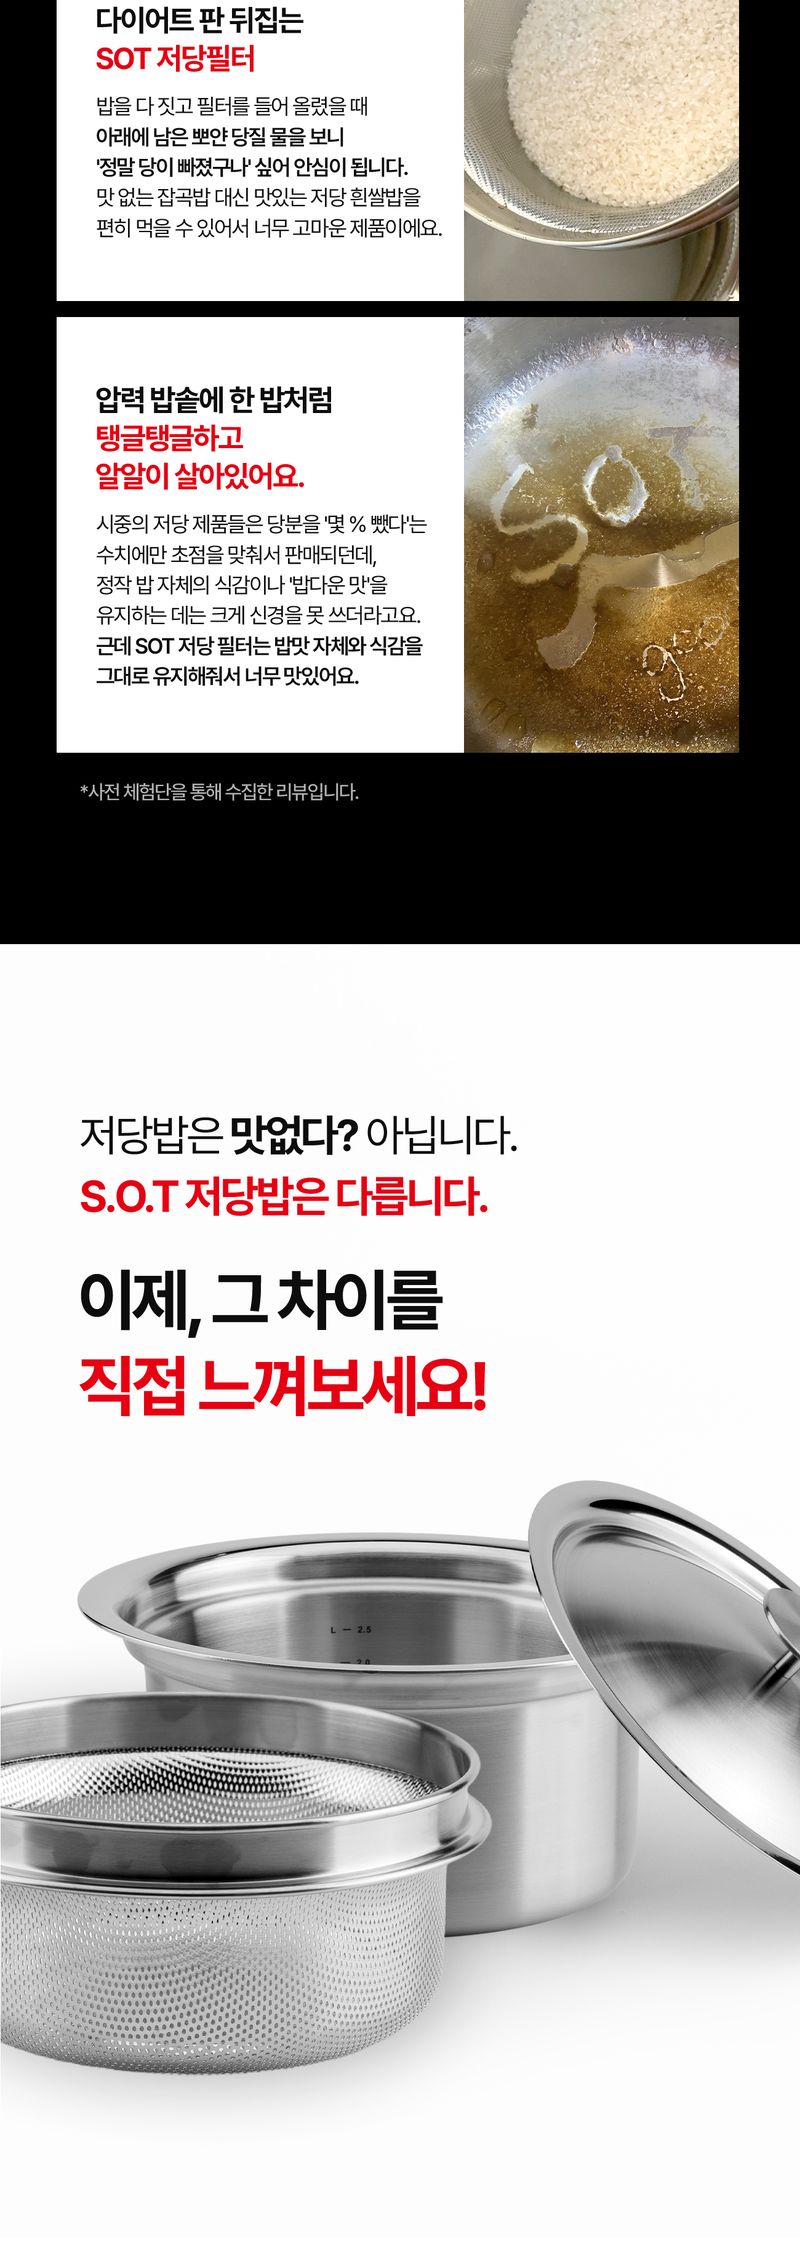 다이어트 판 뒤집는
SOT 저당필터
밥을 다 짓고 필터를 들어 올렸을 때
아래에 남은 뽀얀 당질 물을 보니
'정말 당이 빠졌구나' 싶어 안심이 됩니다.
맛 없는 잡곡밥 대신 맛있는 저당 흰쌀밥을
편히 먹을 수 있어서 너무 고마운 제품이에요.
압력 밥솥에 한 밥처럼
탱글탱글하고
알알이 살아있어요.
시중의 저당 제품들은 당분을 '몇 % 뺐다'는
수치에만 초점을 맞춰서 판매되던데,
정작 밥 자체의 식감이나 '밥다운 맛'을
유지하는 데는 크게 신경을 못 쓰더라고요.
근데 SOT 저당 필터는 밥맛 자체와 식감을
그대로 유지해줘서 너무 맛있어요.
SOT
*사전 체험단을 통해 수집한 리뷰입니다.
저당밥은 맛없다? 아닙니다.
S.O.T 저당밥은 다릅니다.
이제, 그 차이를
직접 느껴보세요!
L — 2.5
— 2.0